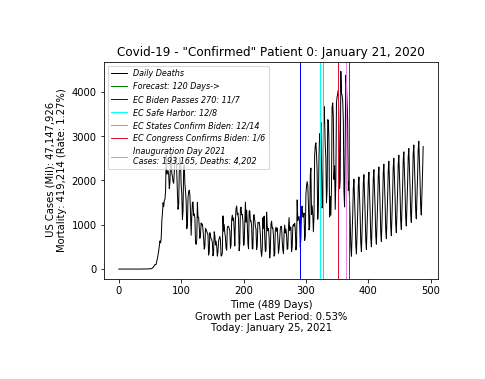 Covid-19 - "Confirmed" Patient 0: January 21, 2020
US Cases (Mil): 47,147,926
Mortality: 419,214 (Rate: 1.27%)
4000
3000
2000
1000
0
Daily Deaths
Forecast: 120 Days->
EC Biden Passes 270: 11/7
EC Safe Harbor: 12/8
EC States Confirm Biden: 12/14
EC Congress Confirms Biden: 1/6
Inauguration Day 2021
Cases: 193,165, Deaths: 4,202
0 100 200 300 400 500
Time (489 Days)
Growth per Last Period: 0.53%
Today: January 25, 2021